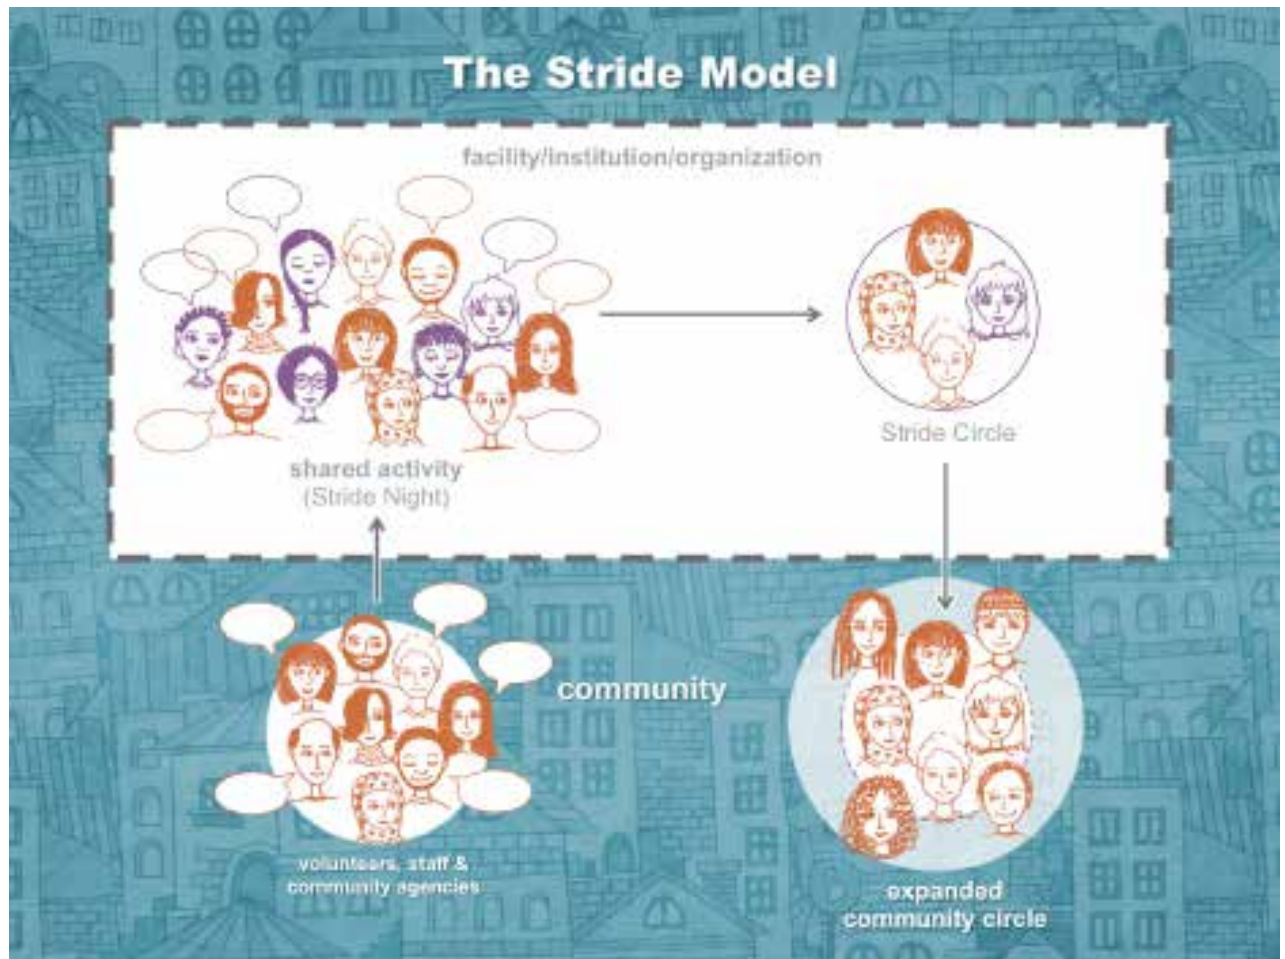 The Stride Model
facility/institution/organization
Stride Circle
shared activity
(Stride Night)
community
volunteers, staff &
community agencies
expanded
community circle